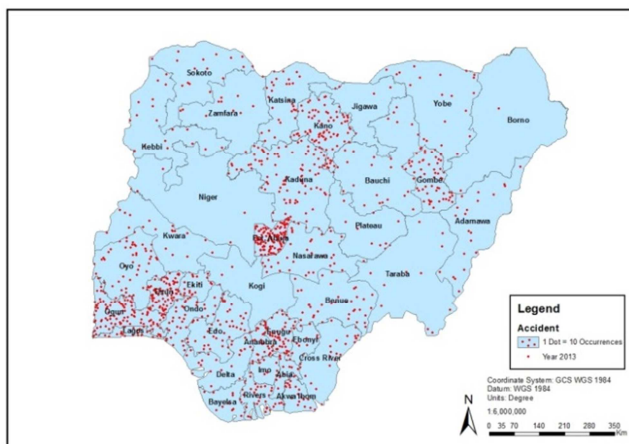 Sokoto
Katsina
Jigawa
Yobe
Borno
Zamfara
Kano
Kebbi
Kaduna
Bauchi
Gombe
Niger
Adamawa
Plateau
Kwara
Nasarawa
Oyo
Taraba
Ekiti
Kogi
Benue
Ogun
Ondo
Lagos
Edo
Enugu
Anambra
Ebonyi
Cross River
Delta
Imo
Abia
Bayelsa
Rivers
Akwa Ibom
Legend
Accident
1 Dot = 10 Occurrences
Year 2013
Coordinate System: GCS WGS 1984
Datum: WGS 1984
Units: Degree
N
1:6,000,000
0 35 70 140 210 280 350
Km